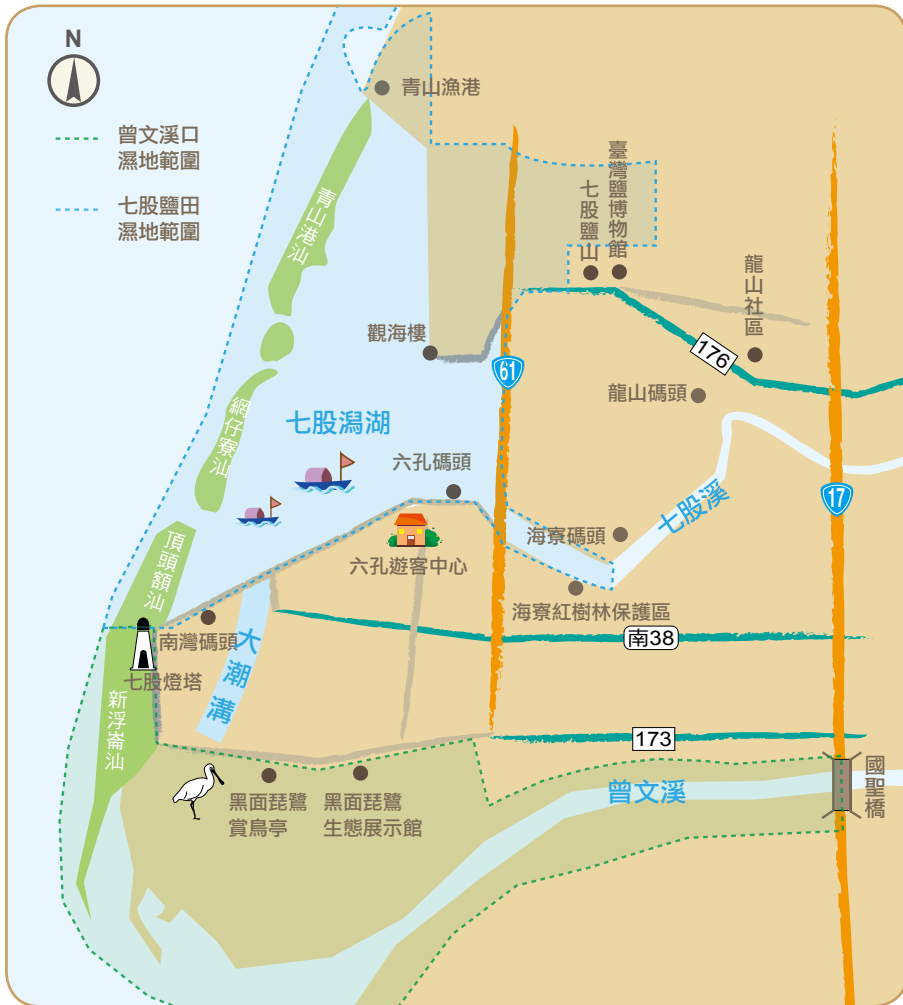 N
曾文溪口
濕地範圍
七股鹽田
濕地範圍
青山漁港
青山港汕
臺灣鹽博物館
七股鹽山
龍山社區
觀海樓
176
61
龍山碼頭
網仔寮汕
七股潟湖
六孔碼頭
17
七股溪
頂頭額汕
海寮碼頭
六孔遊客中心
海寮紅樹林保護區
南灣碼頭
大潮溝
南38
七股燈塔
新浮崙汕
173
國聖橋
曾文溪
黑面琵鷺
賞鳥亭
黑面琵鷺
生態展示館